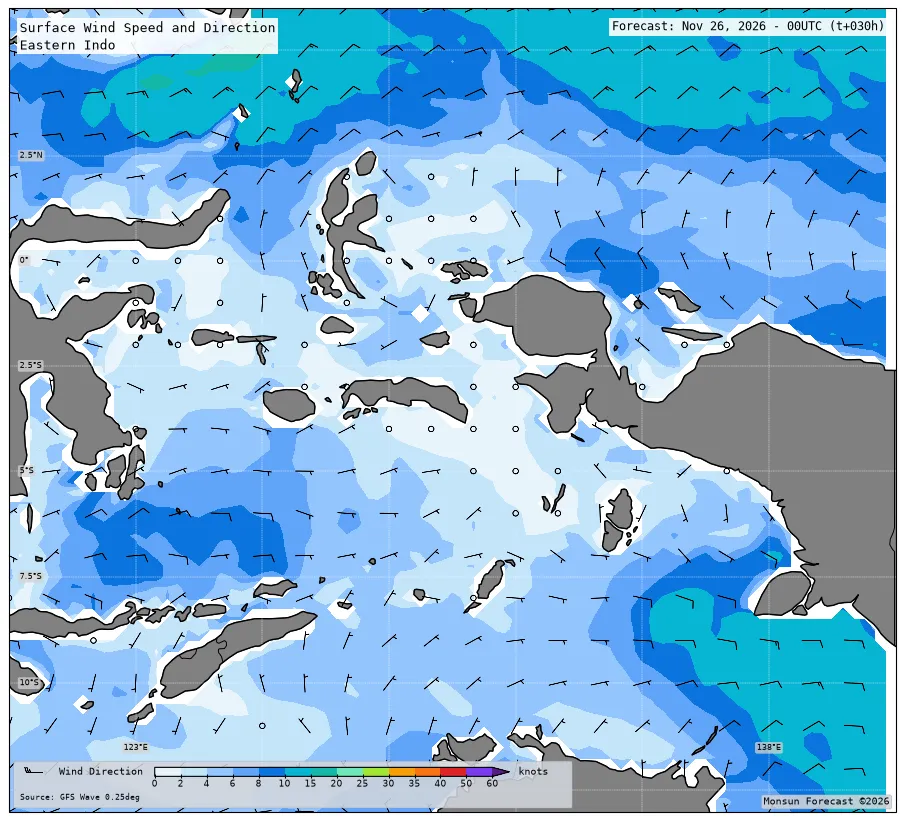 Surface Wind Speed and Direction
Eastern Indo
Forecast: Nov 26, 2026 - 00UTC (t+030h)
2.5°N
0°
2.5°S
5°S
7.5°S
10°S
123°E
138°E
Wind Direction
0 2 4 6 8 10 15 20 25 30 35 40 50 60 knots
Source: GFS Wave 0.25deg
Monsun Forecast ©2026